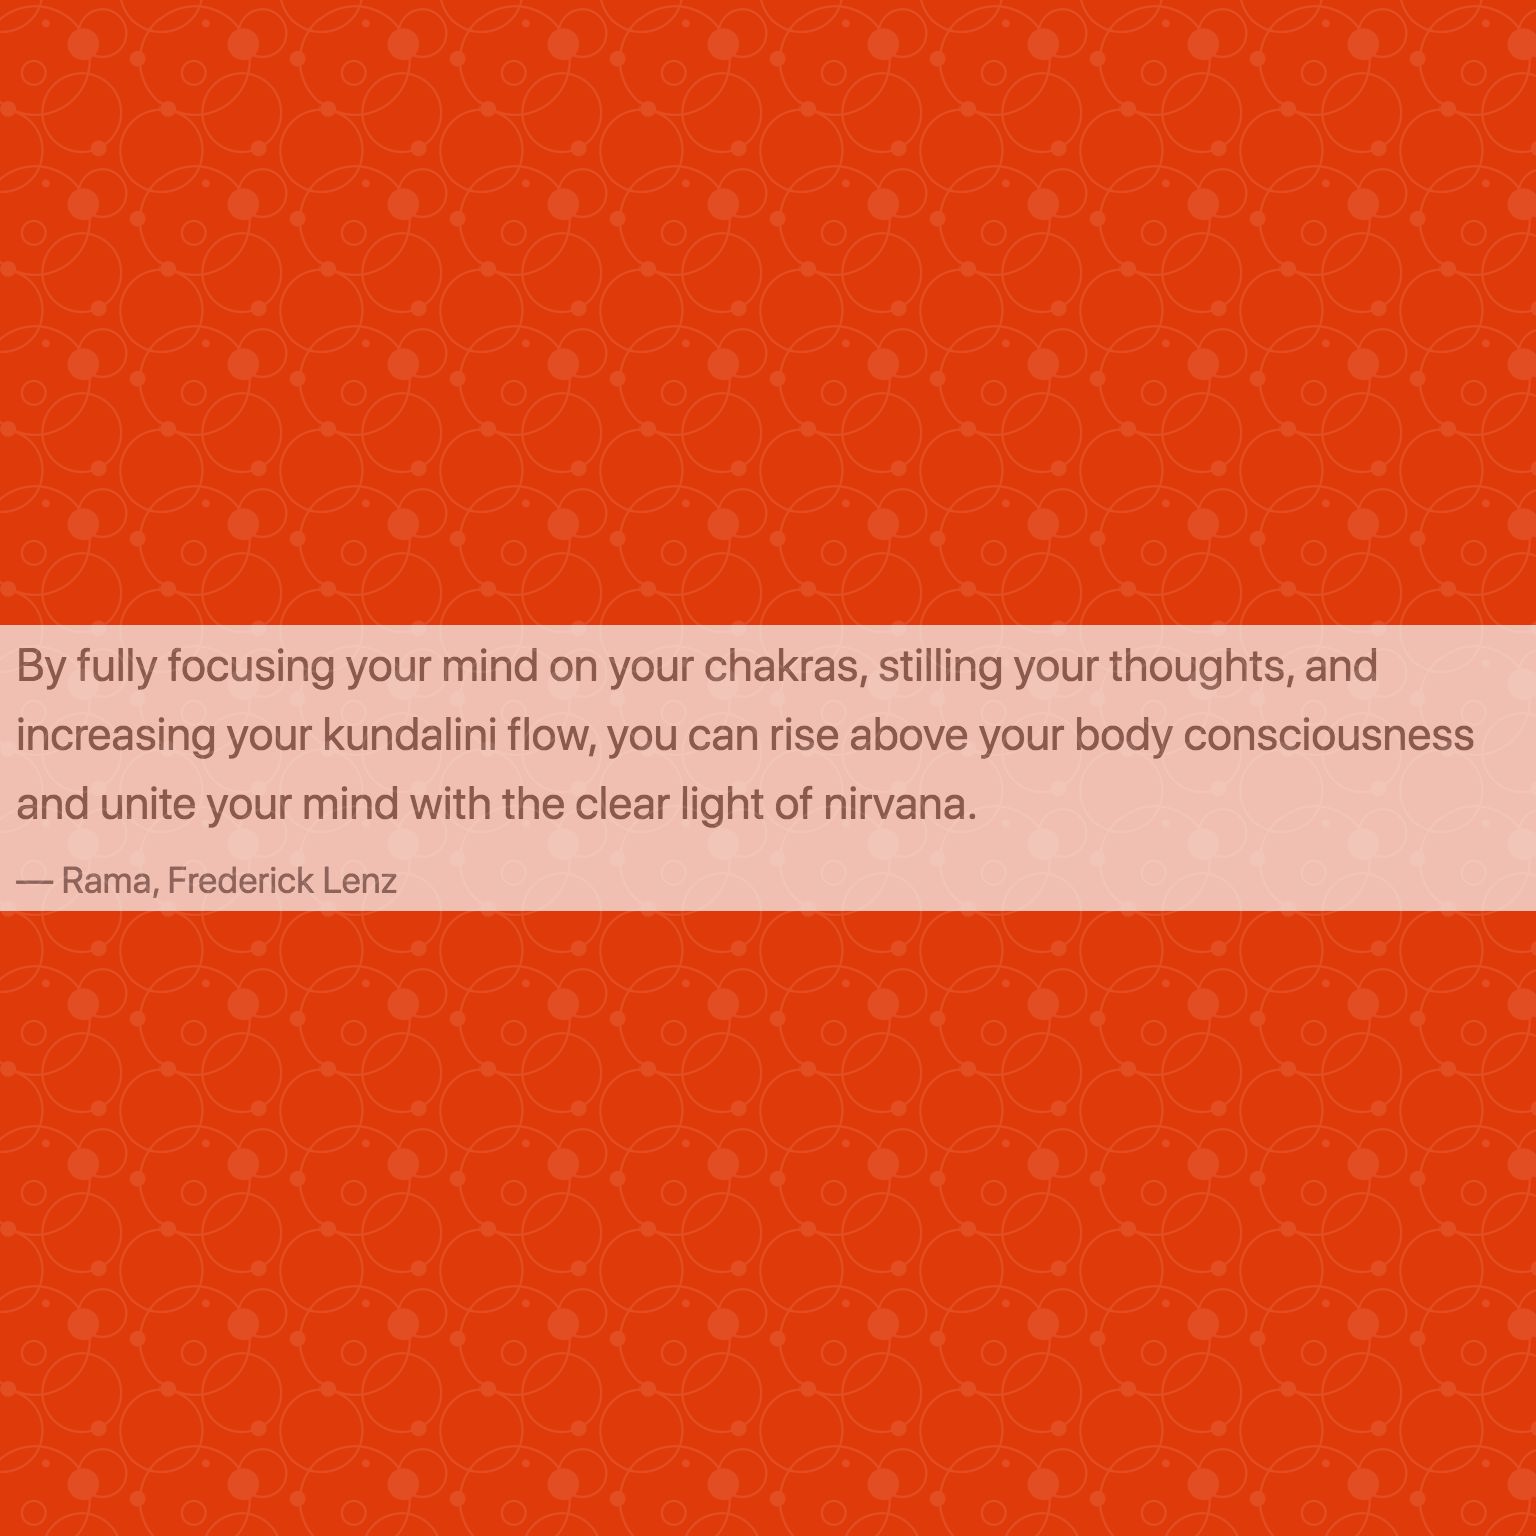 By fully focusing your mind on your chakras, stilling your thoughts, and
increasing your kundalini flow, you can rise above your body consciousness
and unite your mind with the clear light of nirvana.
— Rama, Frederick Lenz